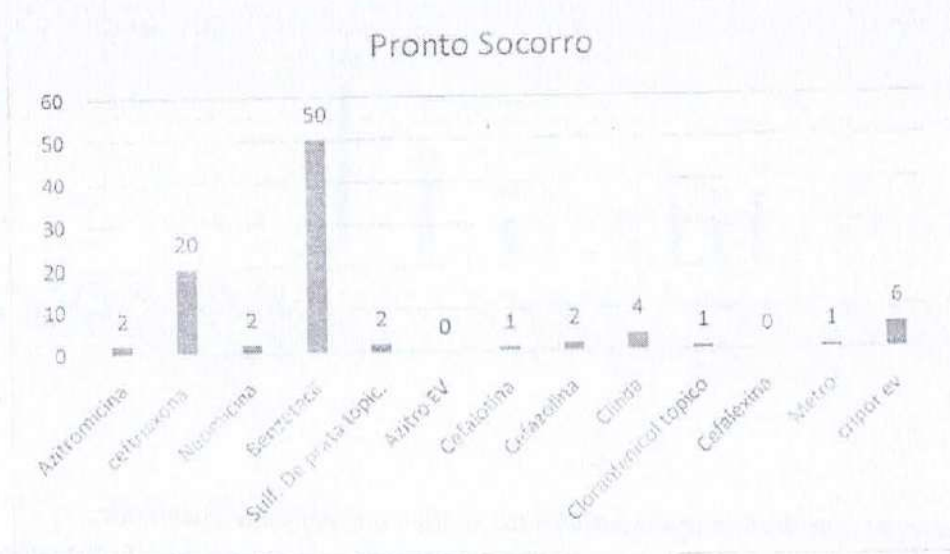 Pronto Socorro
60
50
40
30
20
10
0
2
20
2
50
2
0
1
2
4
1
0
1
6
Azitromicina
ceftriaxona
Neomicina
Benzetacil
Sulf. De prata topic.
Azitro EV
Cefalotina
Cefazolina
Clinda
Cloranfenicol topico
Cefalexina
Metro
cipor ev